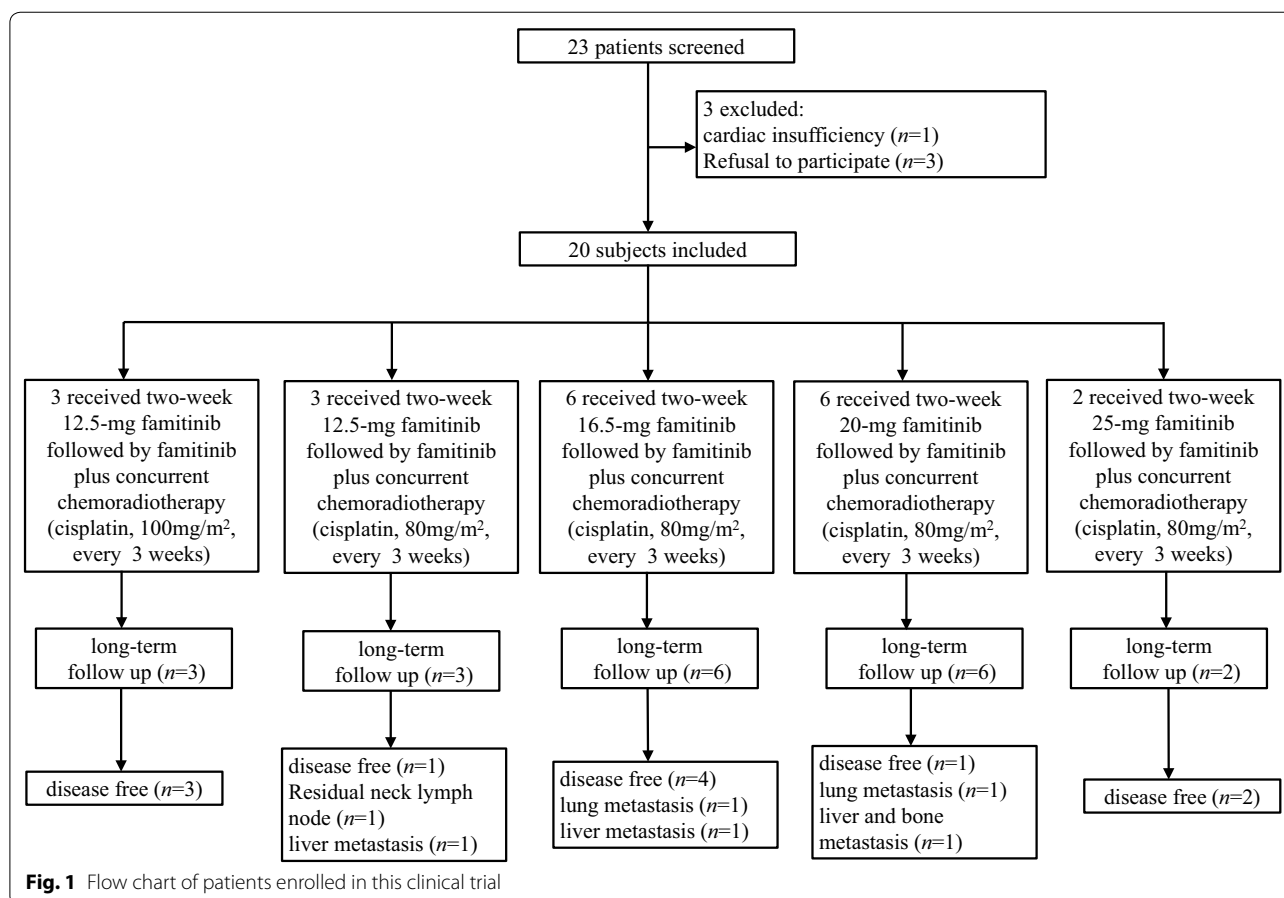 23 patients screened
3 excluded:
cardiac insufficiency (n=1)
Refusal to participate (n=3)
20 subjects included
3 received two-week
12.5-mg famitinib
followed by famitinib
plus concurrent
chemoradiotherapy
(cisplatin, 100mg/m²,
every 3 weeks)
3 received two-week
12.5-mg famitinib
followed by famitinib
plus concurrent
chemoradiotherapy
(cisplatin, 80mg/m²,
every 3 weeks)
6 received two-week
16.5-mg famitinib
followed by famitinib
plus concurrent
chemoradiotherapy
(cisplatin, 80mg/m²,
every 3 weeks)
6 received two-week
20-mg famitinib
followed by famitinib
plus concurrent
chemoradiotherapy
(cisplatin, 80mg/m²,
every 3 weeks)
2 received two-week
25-mg famitinib
followed by famitinib
plus concurrent
chemoradiotherapy
(cisplatin, 80mg/m²,
every 3 weeks)
long-term
follow up (n=3)
long-term
follow up (n=3)
long-term
follow up (n=6)
long-term
follow up (n=6)
long-term
follow up (n=2)
disease free (n=3)
disease free (n=1)
Residual neck lymph
node (n=1)
liver metastasis (n=1)
disease free (n=4)
lung metastasis (n=1)
liver metastasis (n=1)
disease free (n=1)
lung metastasis (n=1)
liver and bone
metastasis (n=1)
disease free (n=2)
Fig. 1 Flow chart of patients enrolled in this clinical trial